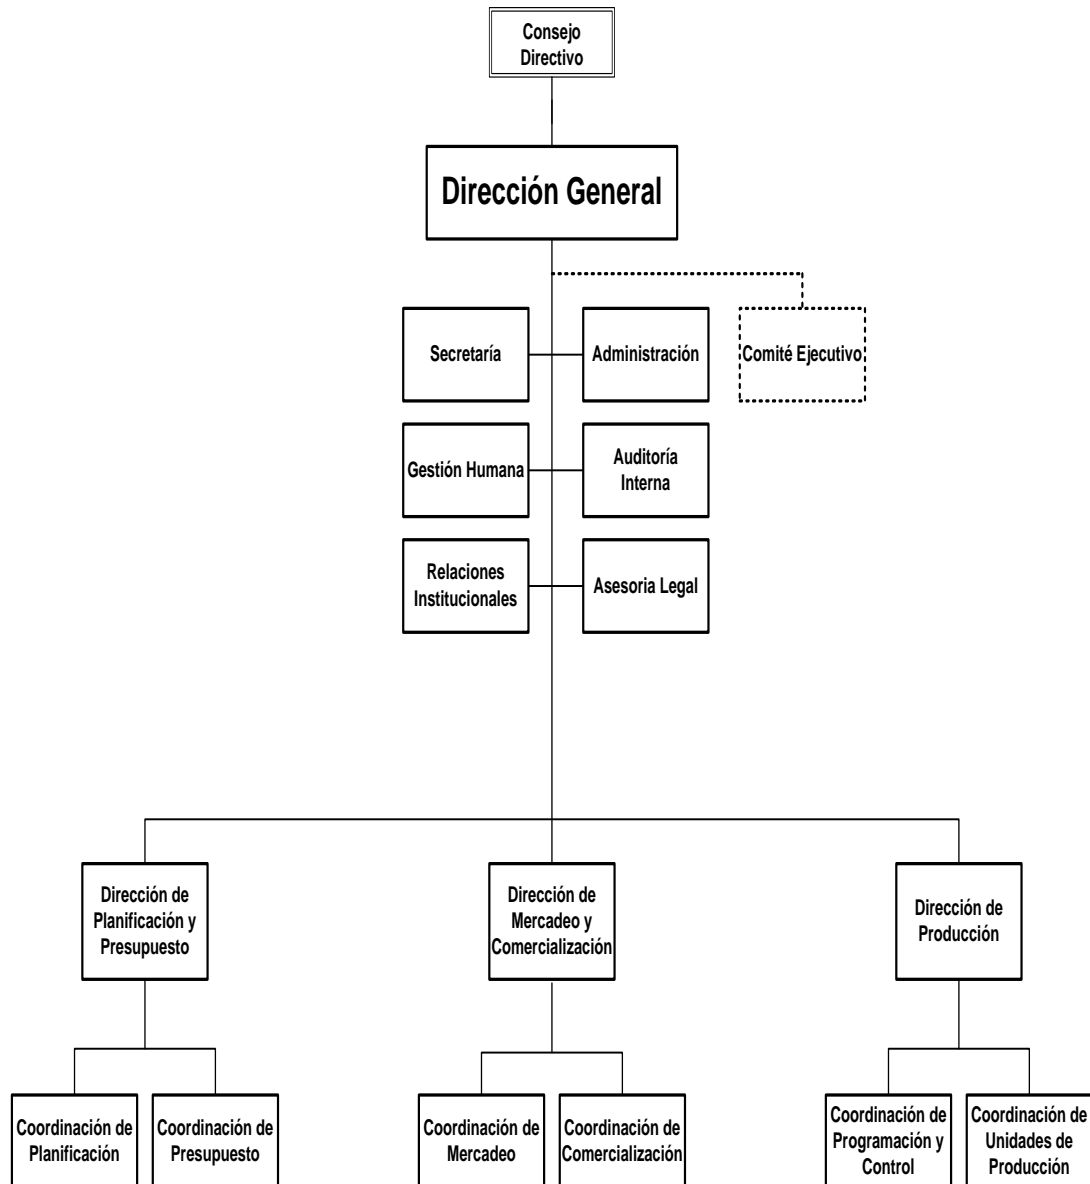 Consejo
Directivo
Dirección General
Secretaría
Administración
Comité Ejecutivo
Gestión Humana
Auditoría
Interna
Relaciones
Institucionales
Asesoria Legal
Dirección de
Planificación y
Presupuesto
Dirección de
Mercadeo y
Comercialización
Dirección de
Producción
Coordinación de
Planificación
Coordinación de
Presupuesto
Coordinación de
Mercadeo
Coordinación de
Comercialización
Coordinación de
Programación y
Control
Coordinación de
Unidades de
Producción